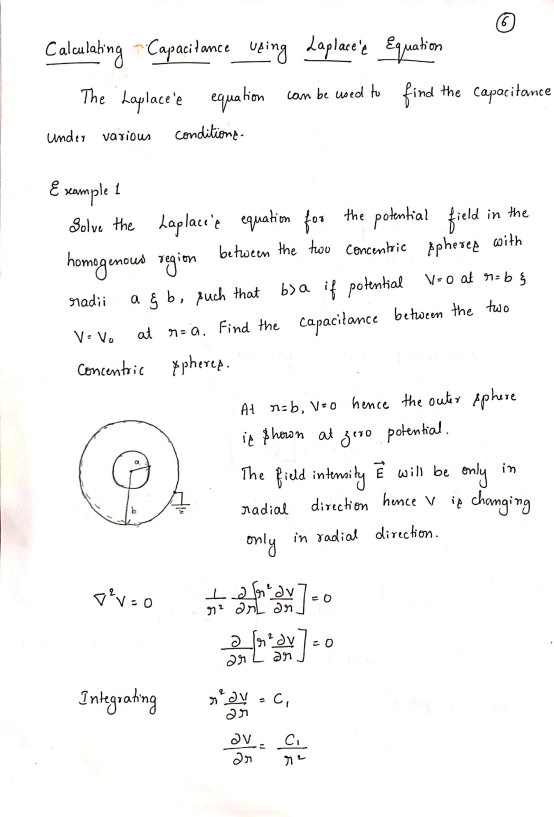 6
Calculating Capacitance using Laplace's Equation
The Laplace's equation can be used to find the capacitance
under various conditions.
Example 1
Solve the Laplace's equation for the potential field in the
homogenous region between the two concentric spheres with
radii a & b, such that b>a if potential V=0 at r=b &
V=V₀ at r=a. Find the capacitance between the two
concentric spheres.
At r=b, V=0 hence the outer sphere
is shown at zero potential.
a
b
The field intensity E⃗ will be only in
radial direction hence V is changing
only in radial direction.
∇²V=0 1/r² ∂/∂r[r² ∂V/∂r]=0
∂/∂r[r² ∂V/∂r]=0
Integrating r² ∂V/∂r = C₁
∂V/∂r = C₁/r²